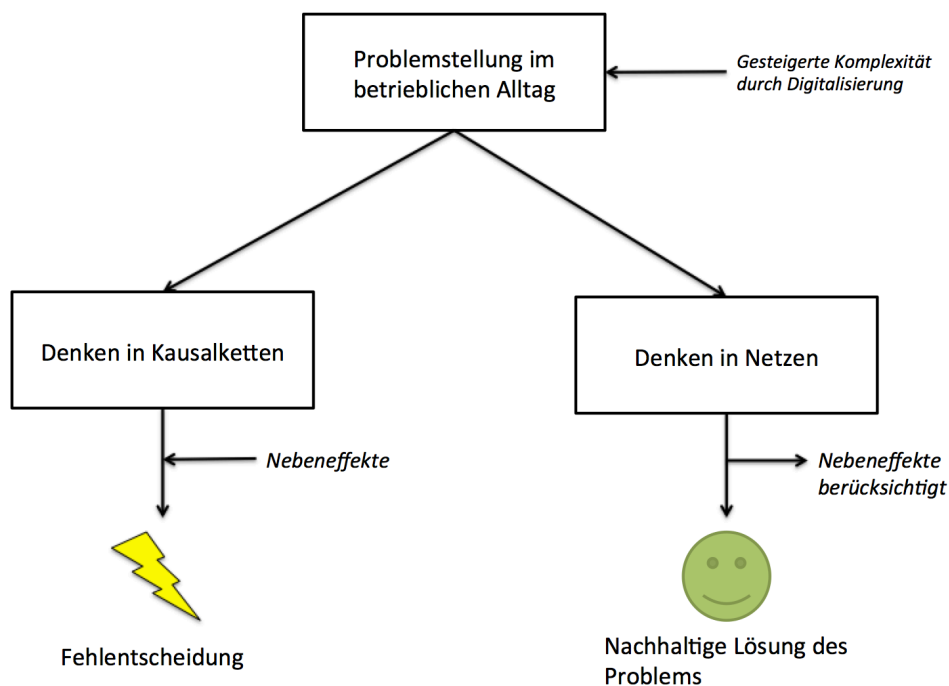 Problemstellung im
betrieblichen Alltag
Gesteigerte Komplexität
durch Digitalisierung
Denken in Kausalketten
Denken in Netzen
Nebeneffekte
Nebeneffekte
berücksichtigt
Fehlentscheidung
Nachhaltige Lösung des
Problems